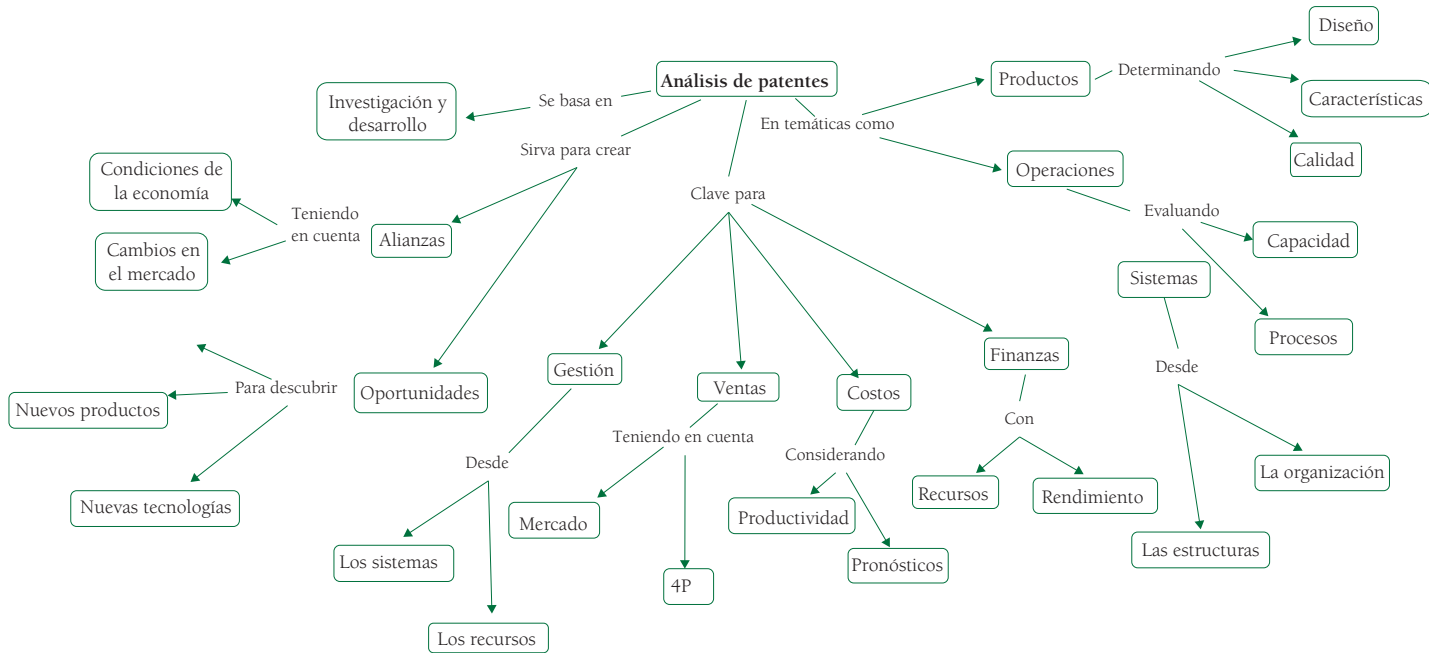 Análisis de patentes
Se basa en
Investigación y
desarrollo
Sirva para crear
Alianzas
Teniendo
en cuenta
Condiciones de
la economía
Cambios en
el mercado
Oportunidades
Para descubrir
Nuevos productos
Nuevas tecnologías
Clave para
Gestión
Desde
Los sistemas
Los recursos
Ventas
Teniendo en cuenta
Mercado
4P
Costos
Considerando
Productividad
Pronósticos
Finanzas
Con
Recursos
Rendimiento
En temáticas como
Productos
Determinando
Diseño
Características
Calidad
Operaciones
Evaluando
Capacidad
Procesos
Sistemas
Desde
La organización
Las estructuras